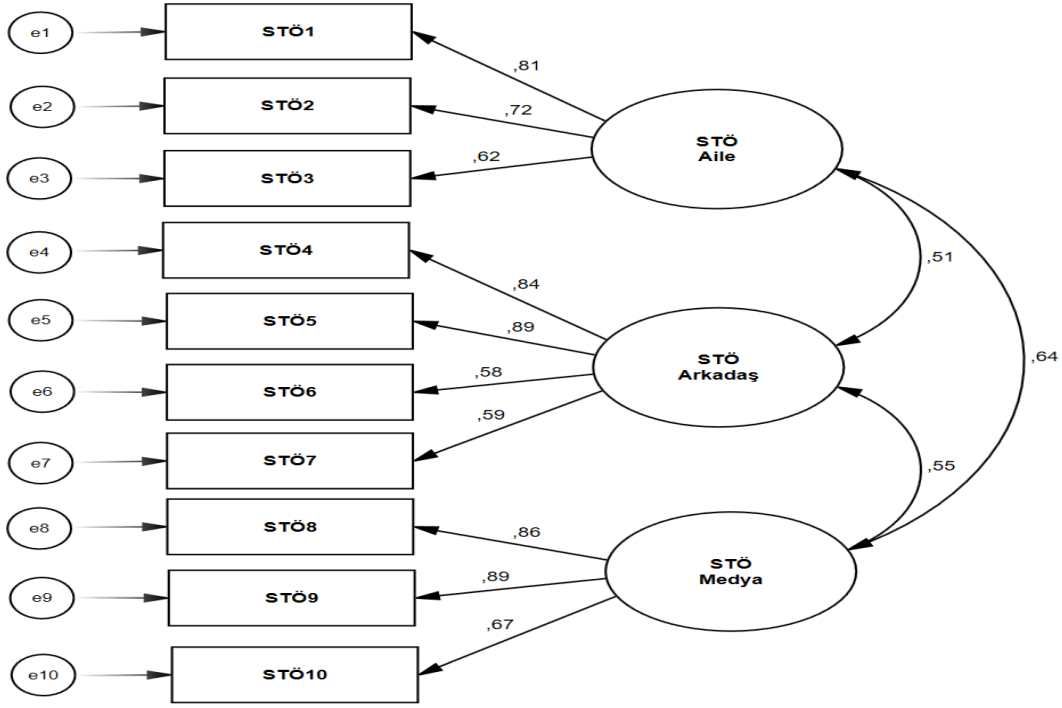 e1
STÖ1
,81
e2
STÖ2
,72
STÖ
Aile
e3
STÖ3
,62
e4
STÖ4
,51
,84
e5
STÖ5
,89
STÖ
Arkadaş
,64
e6
STÖ6
,58
e7
STÖ7
,59
,55
e8
STÖ8
,86
STÖ
Medya
e9
STÖ9
,89
e10
STÖ10
,67